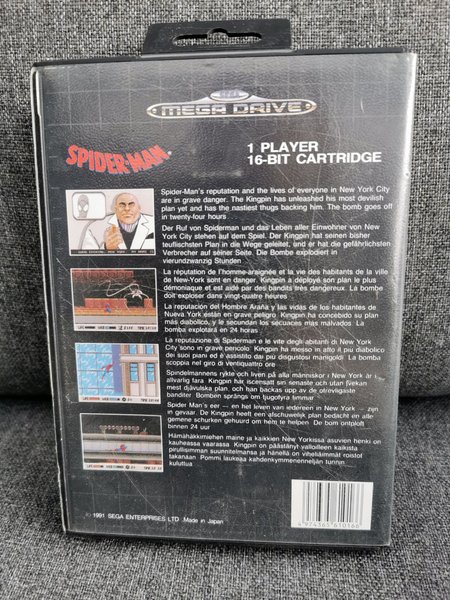 SEGA
MEGA DRIVE
SPIDER-MAN
1 PLAYER
16-BIT CARTRIDGE
Spider-Man's reputation and the lives of everyone in New York City
are in grave danger. The Kingpin has unleashed his most devilish
plan yet and has the nastiest thugs backing him. The bomb goes off
in twenty-four hours
Der Ruf von Spiderman und das Leben aller Einwohner von New
York City stehen auf dem Spiel. Der Kingpin hat seinen bisher
teuflischsten Plan in die Wege geleitet, und er hat die gefährlichsten
Verbrecher auf seiner Seite. Die Bombe explodiert in
vierundzwanzig Stunden
La réputation de l'homme-araignée et la vie des habitants de la ville
de New-York sont en danger. Kingpin a déployé son plan le plus
démoniaque et est aidé par des bandits très dangereux. La bombe
doit exploser dans vingt-quatre heures
La reputación del Hombre Araña y las vidas de los habitantes de
Nueva York están en grave peligro. Kingpin ha concebido su plan
más diabólico, y le secundan los secuaces más malvados. La
bomba explotará en 24 horas
La reputazione di Spiderman e le vite degli abitanti di New York
City sono in grave pericolo. Kingpin ha messo in atto il più diabolico
dei suoi piani ed è assistito dai più disgustosi manigoldi. La bomba
scoppia nel giro di ventiquattro ore
Spindelmannens rykte och liven på alla människor i New York är i
allvarlig fara. Kingpin har iscensatt sin senaste och utan tvekan
mest djävulska plan, och han backas upp av de otrevligaste
banditer. Bomben sprängs om tjugofyra timmar
Spider Man's eer — en het leven van iedereen in New York — zijn
in gevaar. De Kingpin heeft een afschuwelijk plan bedacht en alle
gemene schurken gehuurd om hem te helpen. De bom ontploft
binnen 24 uur
Hämähäkkimiehen maine ja kaikkien New Yorkissa asuvien henki on
kauheassa vaarassa. Kingpin on päästänyt valloilleen kaikista
pirullisimman suunnitelmansa ja hänellä on viheliäimmät roistot
takanaan. Pommi laukeaa kahdenkymmenenneljän tunnin
kuluttua
© 1991 SEGA ENTERPRISES LTD. Made in Japan
4974365610166